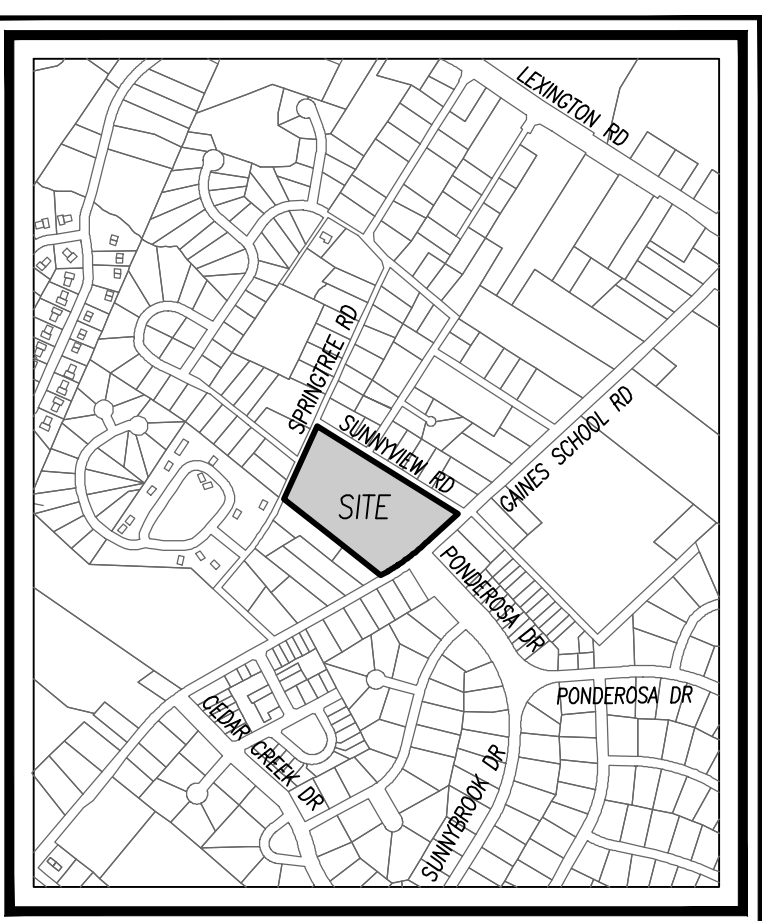 LEXINGTON RD
SPRINGTREE RD
SUNNYVIEW RD
GAINES SCHOOL RD
SITE
PONDEROSA DR
PONDEROSA DR
CEDAR CREEK DR
SUNNYBROOK DR